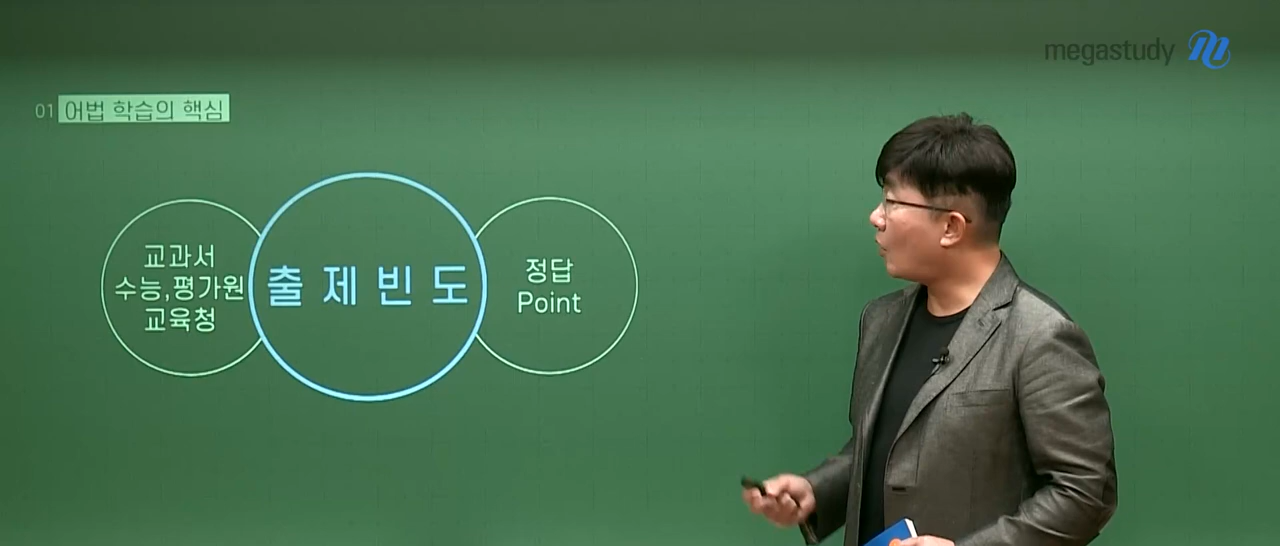 megastudy
01 어법 학습의 핵심
교과서
수능,평가원
교육청
출제빈도
정답
Point